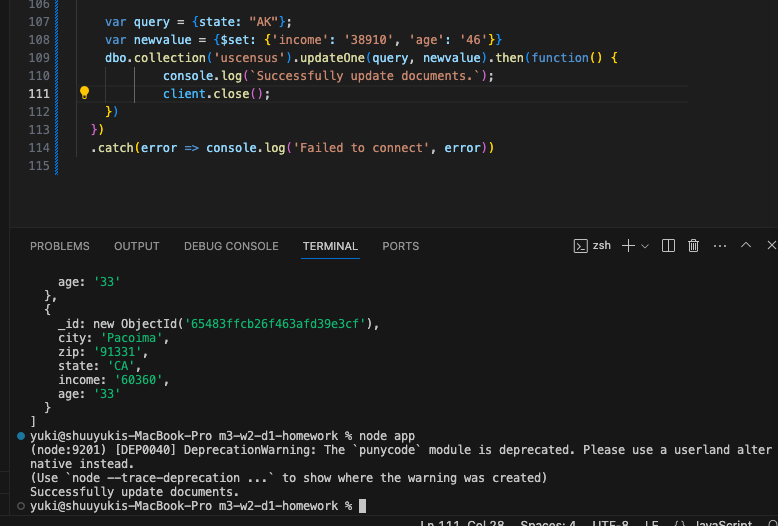 106
107 var query = {state: "AK"};
108 var newvalue = {$set: {'income': '38910', 'age': '46'}}
109 dbo.collection('uscensus').updateOne(query, newvalue).then(function() {
110 console.log(`Successfully update documents.`);
111 client.close();
112 })
113 })
114 .catch(error => console.log('Failed to connect', error))
115
PROBLEMS OUTPUT DEBUG CONSOLE TERMINAL PORTS zsh
age: '33'
},
{
_id: new ObjectId('65483ffcb26f463afd39e3cf'),
city: 'Pacoima',
zip: '91331',
state: 'CA',
income: '60360',
age: '33'
}
]
yuki@shuuyukis-MacBook-Pro m3-w2-d1-homework % node app
(node:9201) [DEP0040] DeprecationWarning: The `punycode` module is deprecated. Please use a userland alter
native instead.
(Use `node --trace-deprecation ...` to show where the warning was created)
Successfully update documents.
yuki@shuuyukis-MacBook-Pro m3-w2-d1-homework %
Ln 111, Col 28 Spaces: 4 UTF-8 LF {} JavaScript